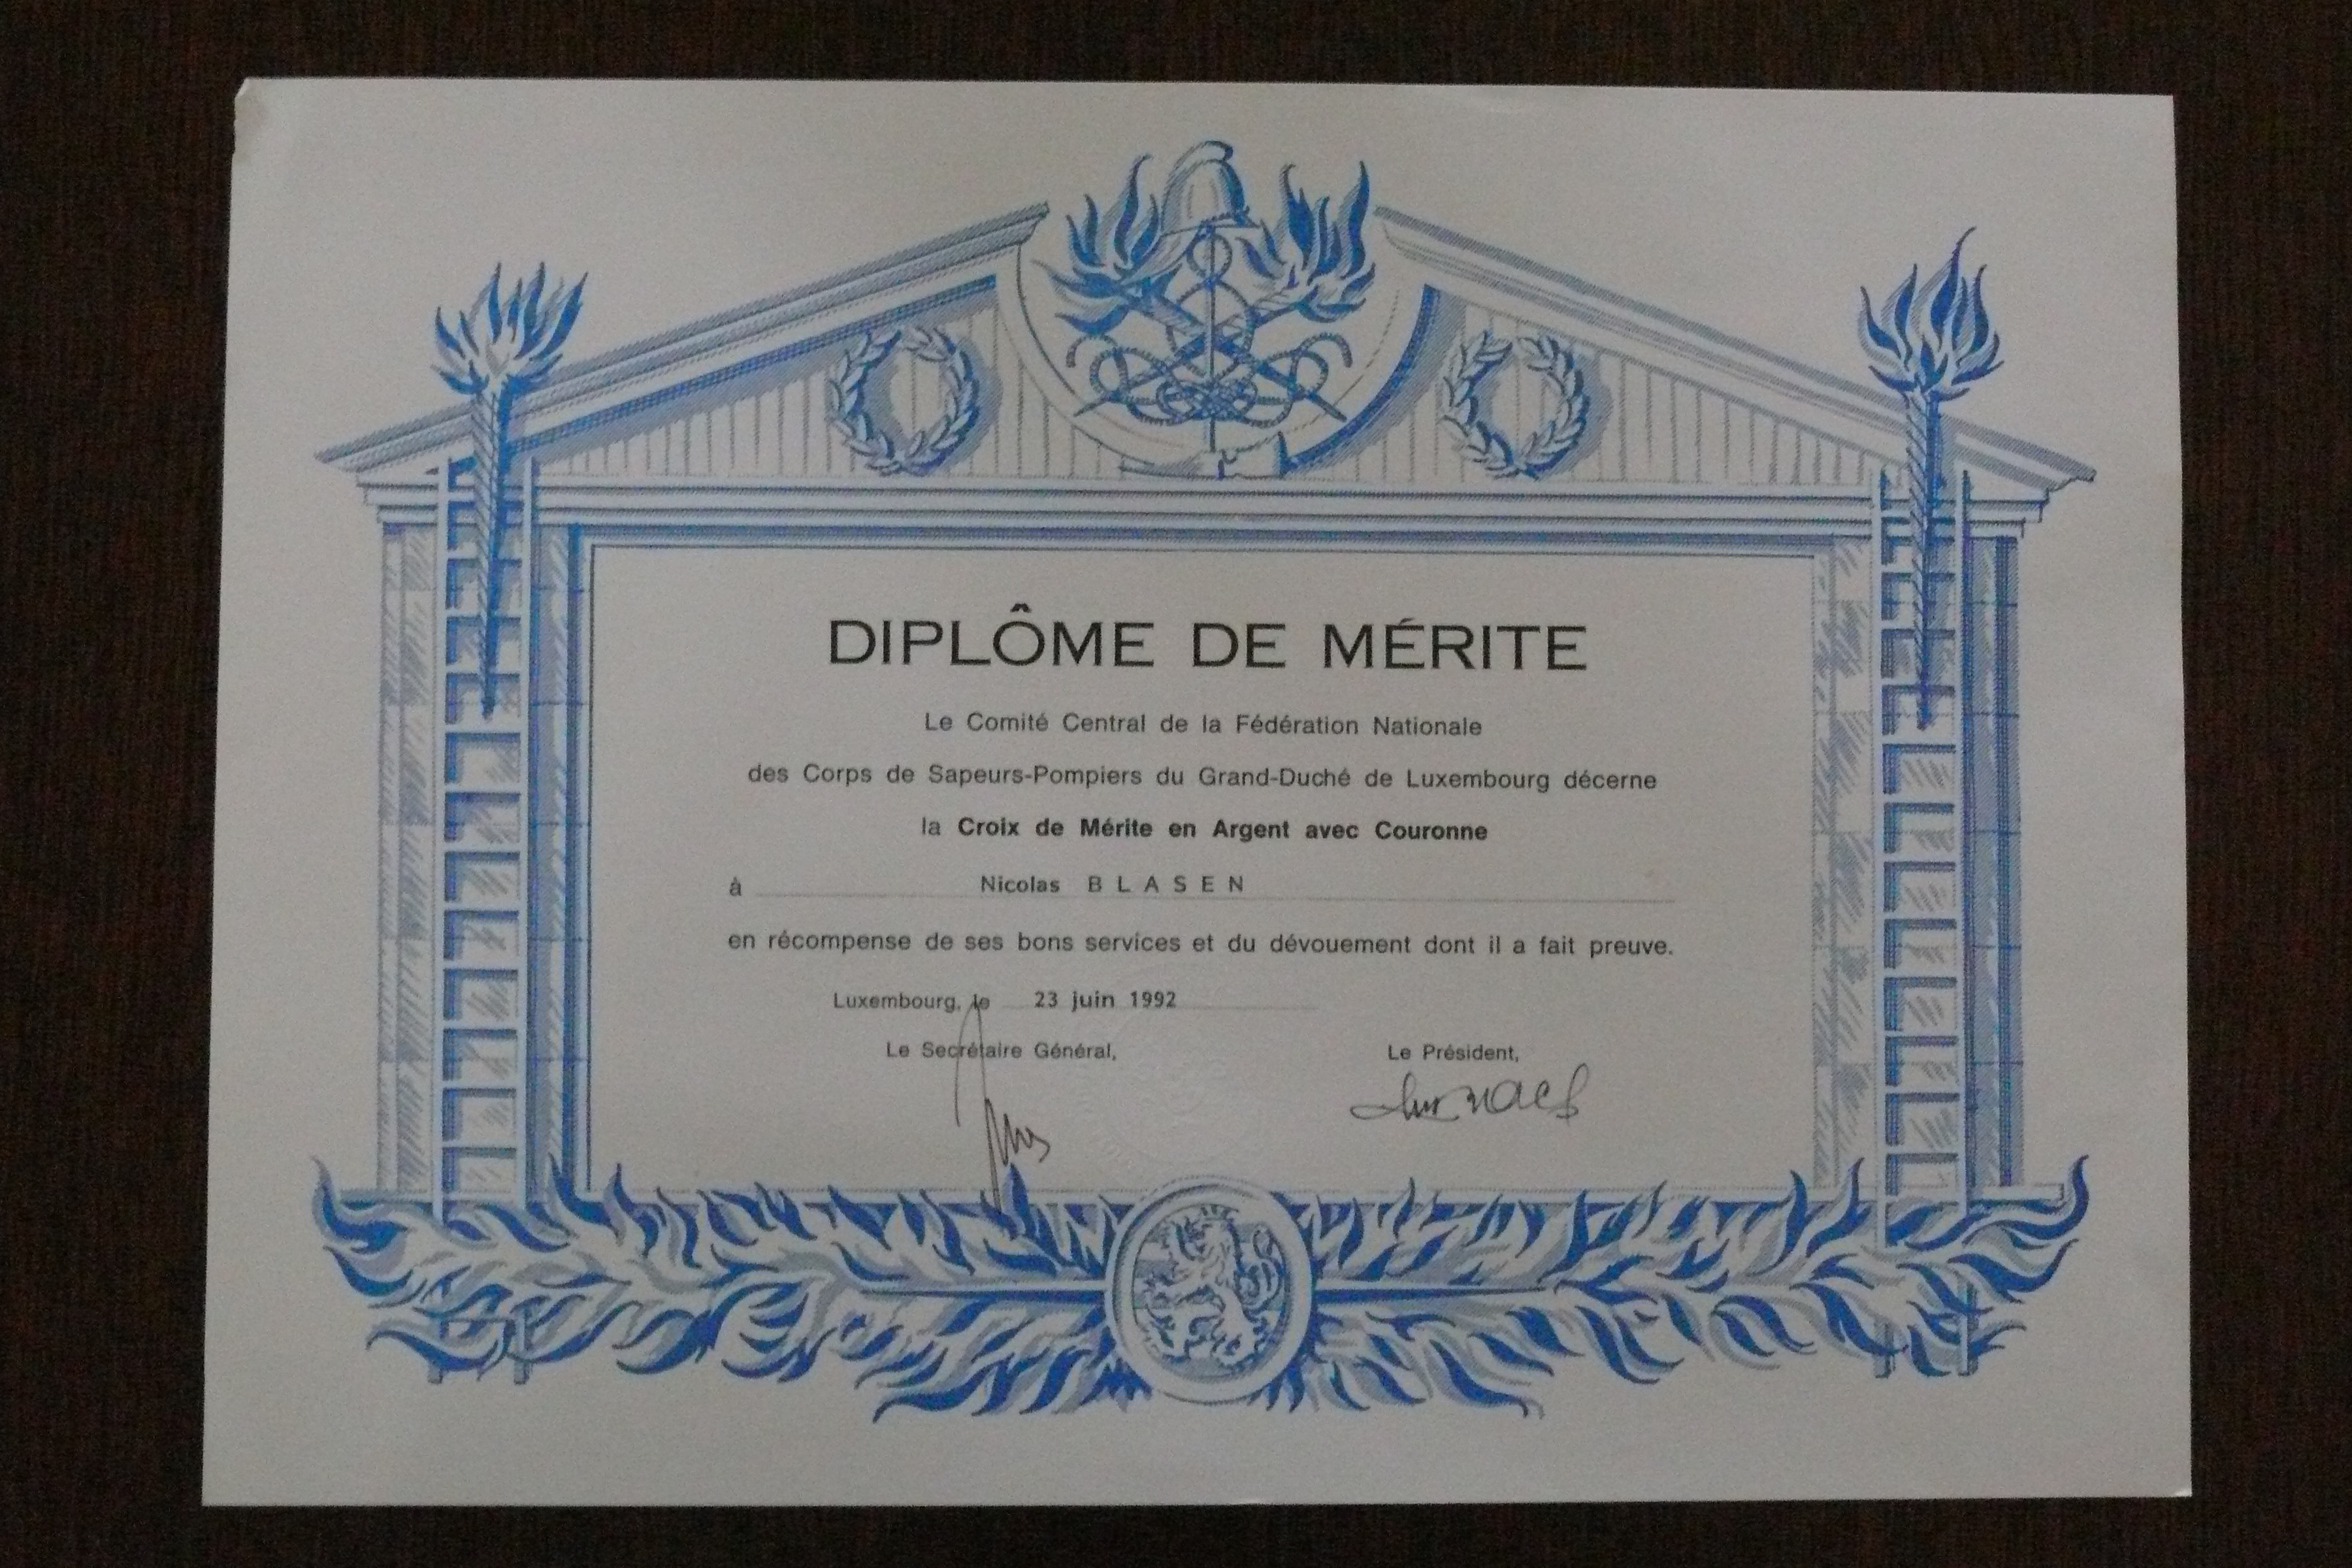 DIPLÔME DE MÉRITE
Le Comité Central de la Fédération Nationale
des Corps de Sapeurs-Pompiers du Grand-Duché de Luxembourg décerne
la Croix de Mérite en Argent avec Couronne
à Nicolas BLASEN
en récompense de ses bons services et du dévouement dont il a fait preuve.
Luxembourg, le 23 juin 1992
Le Secrétaire Général, Le Président,